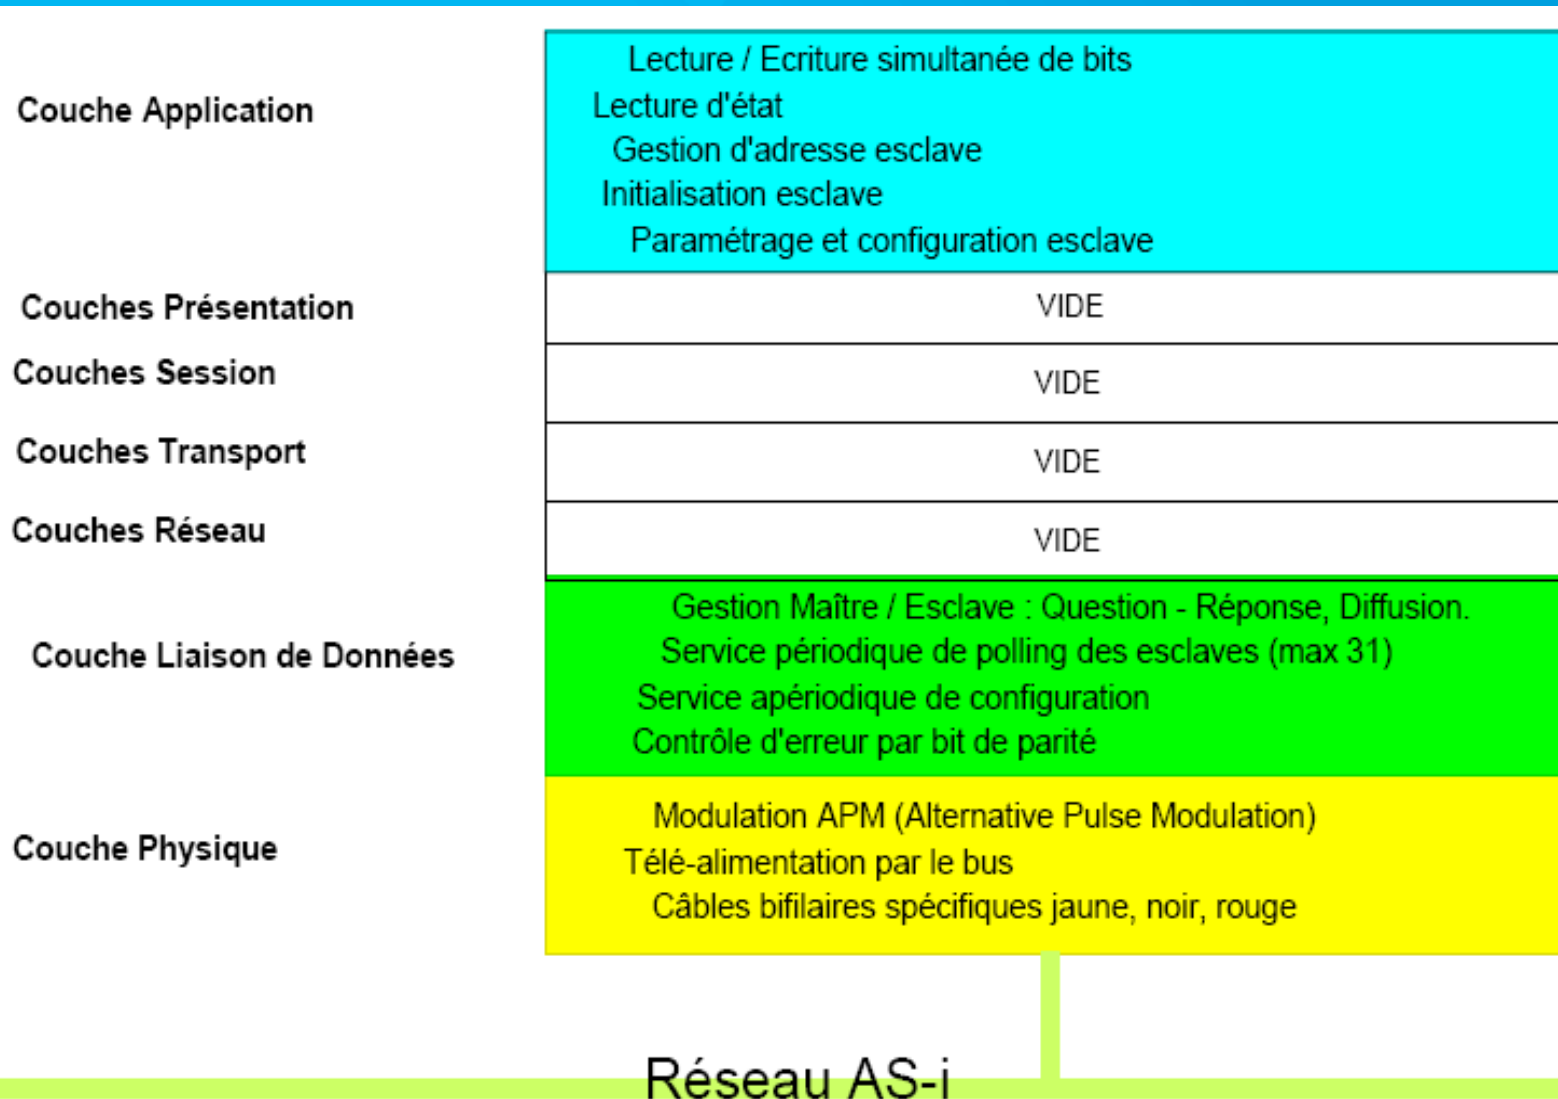 Couche Application
Lecture / Ecriture simultanée de bits
Lecture d'état
Gestion d'adresse esclave
Initialisation esclave
Paramétrage et configuration esclave
Couches Présentation
VIDE
Couches Session
VIDE
Couches Transport
VIDE
Couches Réseau
VIDE
Couche Liaison de Données
Gestion Maître / Esclave : Question - Réponse, Diffusion.
Service périodique de polling des esclaves (max 31)
Service apériodique de configuration
Contrôle d'erreur par bit de parité
Couche Physique
Modulation APM (Alternative Pulse Modulation)
Télé-alimentation par le bus
Câbles bifilaires spécifiques jaune, noir, rouge
Réseau AS-i